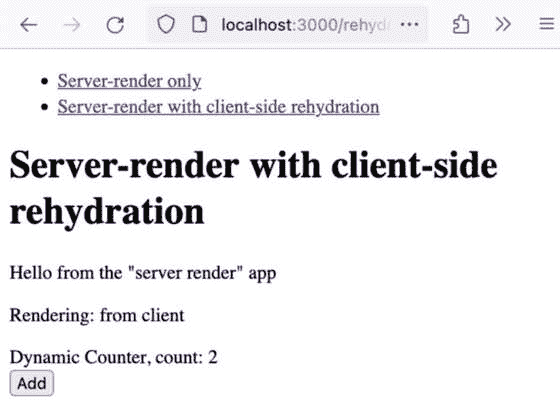 localhost:3000/rehyd
Server-render only
Server-render with client-side rehydration
Server-render with client-side
rehydration
Hello from the "server render" app
Rendering: from client
Dynamic Counter, count: 2
Add